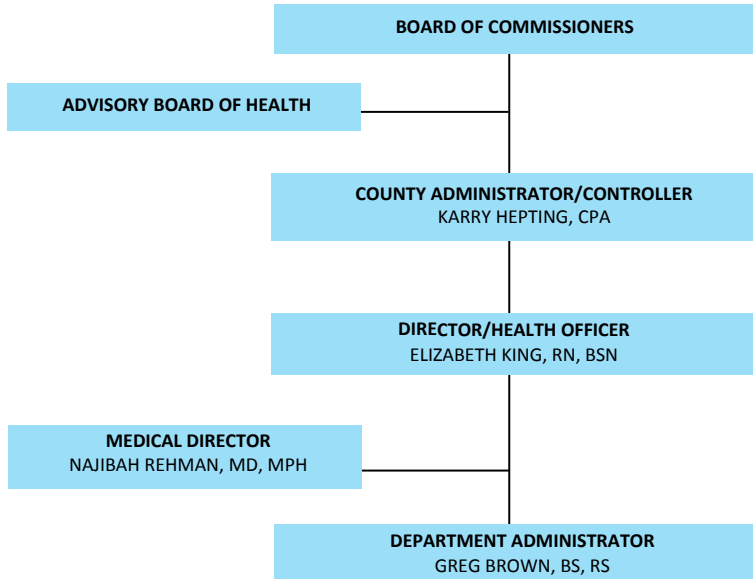 BOARD OF COMMISSIONERS
ADVISORY BOARD OF HEALTH
COUNTY ADMINISTRATOR/CONTROLLER
KARRY HEPTING, CPA
DIRECTOR/HEALTH OFFICER
ELIZABETH KING, RN, BSN
MEDICAL DIRECTOR
NAJIBAH REHMAN, MD, MPH
DEPARTMENT ADMINISTRATOR
GREG BROWN, BS, RS